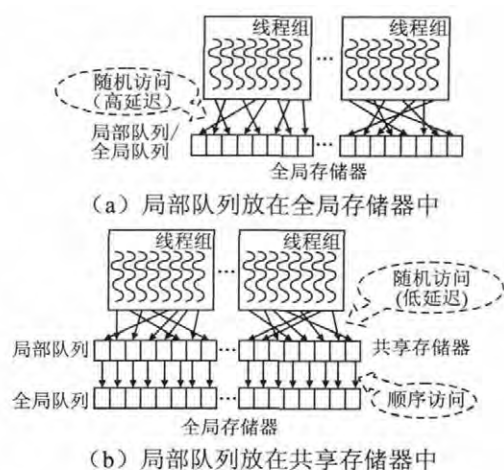 线程组 线程组
...
随机访问
(高延迟)
局部队列/
全局队列
...
全局存储器
(a) 局部队列放在全局存储器中
线程组 线程组
...
随机访问
(低延迟)
局部队列 ... 共享存储器
全局队列 ... 顺序访问
全局存储器
(b) 局部队列放在共享存储器中